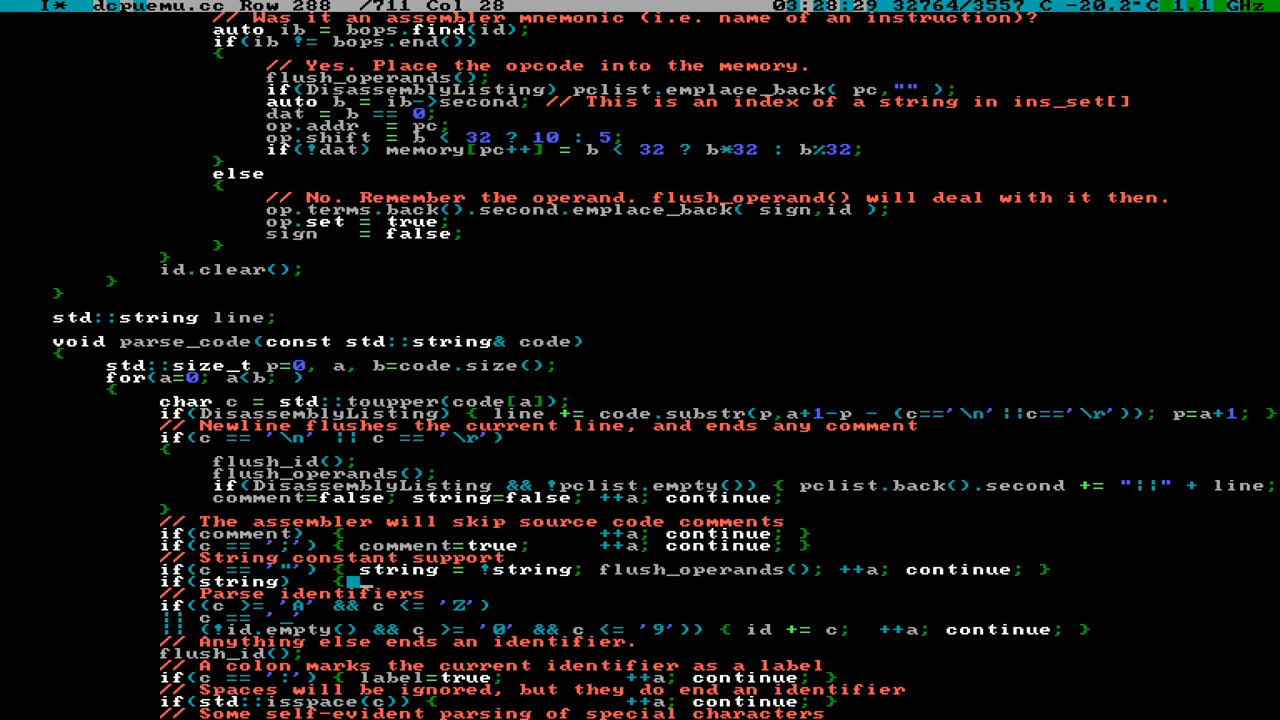 I* dcpuemu.cc Row 288 /711 Col 28 03:28:29 32764/3557 C -20.2°C 1.1 GHz
// Was it an assembler mnemonic (i.e. name of an instruction)?
auto ib = bops.find(id);
if(ib != bops.end())
{
// Yes. Place the opcode into the memory.
flush_operands();
if(DisassemblyListing) pclist.emplace_back( pc,"" );
auto b = ib->second; // This is an index of a string in ins_set[]
dat = b == 0;
op.addr = pc;
op.shift = b < 32 ? 10 : 5;
if(!dat) memory[pc++] = b < 32 ? b*32 : b%32;
}
else
{
// No. Remember the operand. flush_operand() will deal with it then.
op.terms.back().second.emplace_back( sign,id );
op.set = true;
sign = false;
}
}
id.clear();
}
}
std::string line;
void parse_code(const std::string& code)
{
std::size_t p=0, a, b=code.size();
for(a=0; a<b; )
{
char c = std::toupper(code[a]);
if(DisassemblyListing) { line += code.substr(p,a+1-p - (c=='\n'||c=='\r')); p=a+1; }
// Newline flushes the current line, and ends any comment
if(c == '\n' || c == '\r')
{
flush_id();
flush_operands();
if(DisassemblyListing && !pclist.empty()) { pclist.back().second += "||" + line;
comment=false; string=false; ++a; continue;
}
// The assembler will skip source code comments
if(comment) { ++a; continue; }
if(c == ';') { comment=true; ++a; continue; }
// String constant support
if(c == '"') { string = !string; flush_operands(); ++a; continue; }
if(string) { _
// Parse identifiers
if((c >= 'A' && c <= 'Z')
|| c == '_'
|| (!id.empty() && c >= '0' && c <= '9')) { id += c; ++a; continue; }
// Anything else ends an identifier.
flush_id();
// A colon marks the current identifier as a label
if(c == ':') { label=true; ++a; continue; }
// Spaces will be ignored, but they do end an identifier
if(std::isspace(c)) { ++a; continue; }
// Some self-evident parsing of special characters